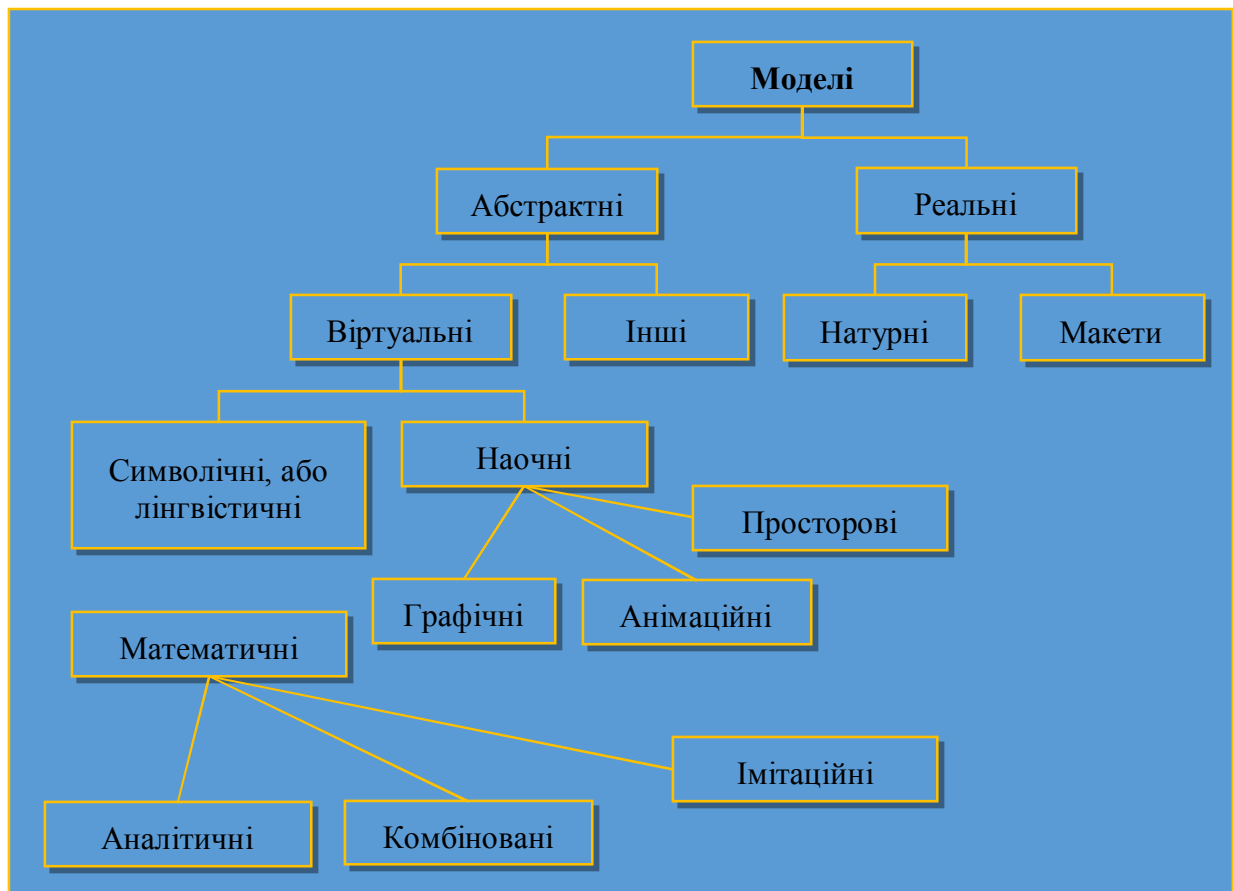 Моделі
Абстрактні
Реальні
Віртуальні
Інші
Натурні
Макети
Символічні, або
лінгвістичні
Наочні
Просторові
Графічні
Анімаційні
Математичні
Імітаційні
Аналітичні
Комбіновані